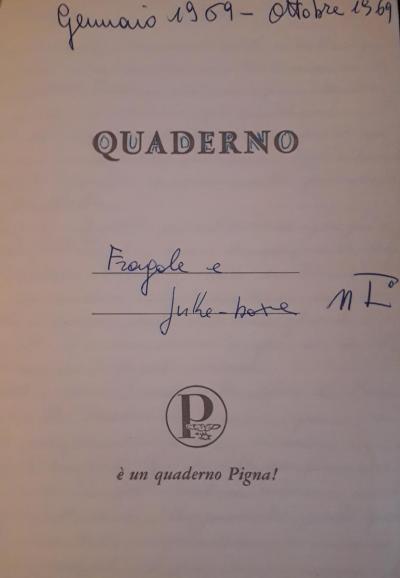 Gennaio 1969 - Ottobre 1969
QUADERNO
Fragole e
Juke-boxe n I°
P
è un quaderno Pigna!